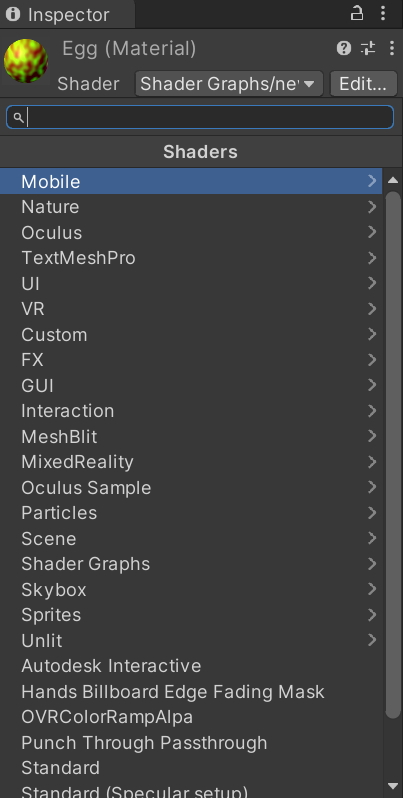 Inspector
Egg (Material)
Shader
Shader Graphs/ne
Edit...
Shaders
Mobile
Nature
Oculus
TextMeshPro
UI
VR
Custom
FX
GUI
Interaction
MeshBlit
MixedReality
Oculus Sample
Particles
Scene
Shader Graphs
Skybox
Sprites
Unlit
Autodesk Interactive
Hands Billboard Edge Fading Mask
OVRColorRampAlpa
Punch Through Passthrough
Standard
Standard (Specular setup)